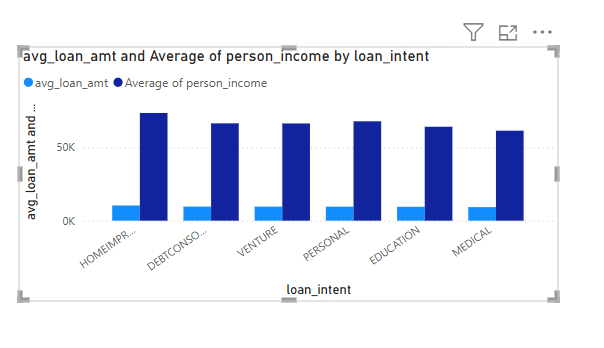 avg_loan_amt and Average of person_income by loan_intent
avg_loan_amt Average of person_income
avg_loan_amt and ...
50K
0K
HOMEIMPR...
DEBTCONSO...
VENTURE
PERSONAL
EDUCATION
MEDICAL
loan_intent